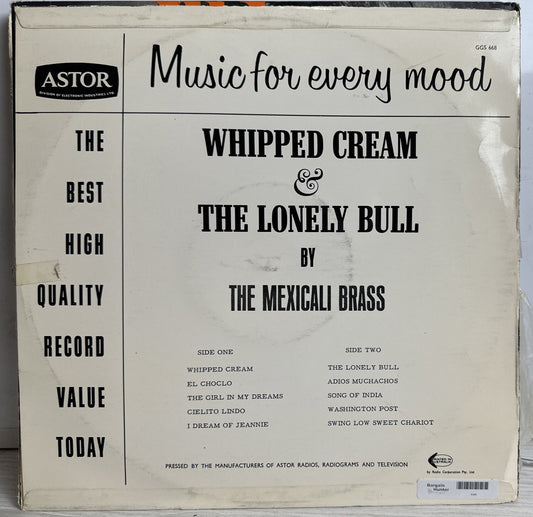 GGS 668
ASTOR
DIVISION OF ELECTRONIC INDUSTRIES LTD
Music for every mood
THE
BEST
HIGH
QUALITY
RECORD
VALUE
TODAY
WHIPPED CREAM
&
THE LONELY BULL
BY
THE MEXICALI BRASS
SIDE ONE
WHIPPED CREAM
EL CHOCLO
THE GIRL IN MY DREAMS
CIELITO LINDO
I DREAM OF JEANNIE
SIDE TWO
THE LONELY BULL
ADIOS MUCHACHOS
SONG OF INDIA
WASHINGTON POST
SWING LOW SWEET CHARIOT
PRESSED BY THE MANUFACTURERS OF ASTOR RADIOS, RADIOGRAMS AND TELEVISION
by Radio Corporation Pty. Ltd
Bargain
Hunter